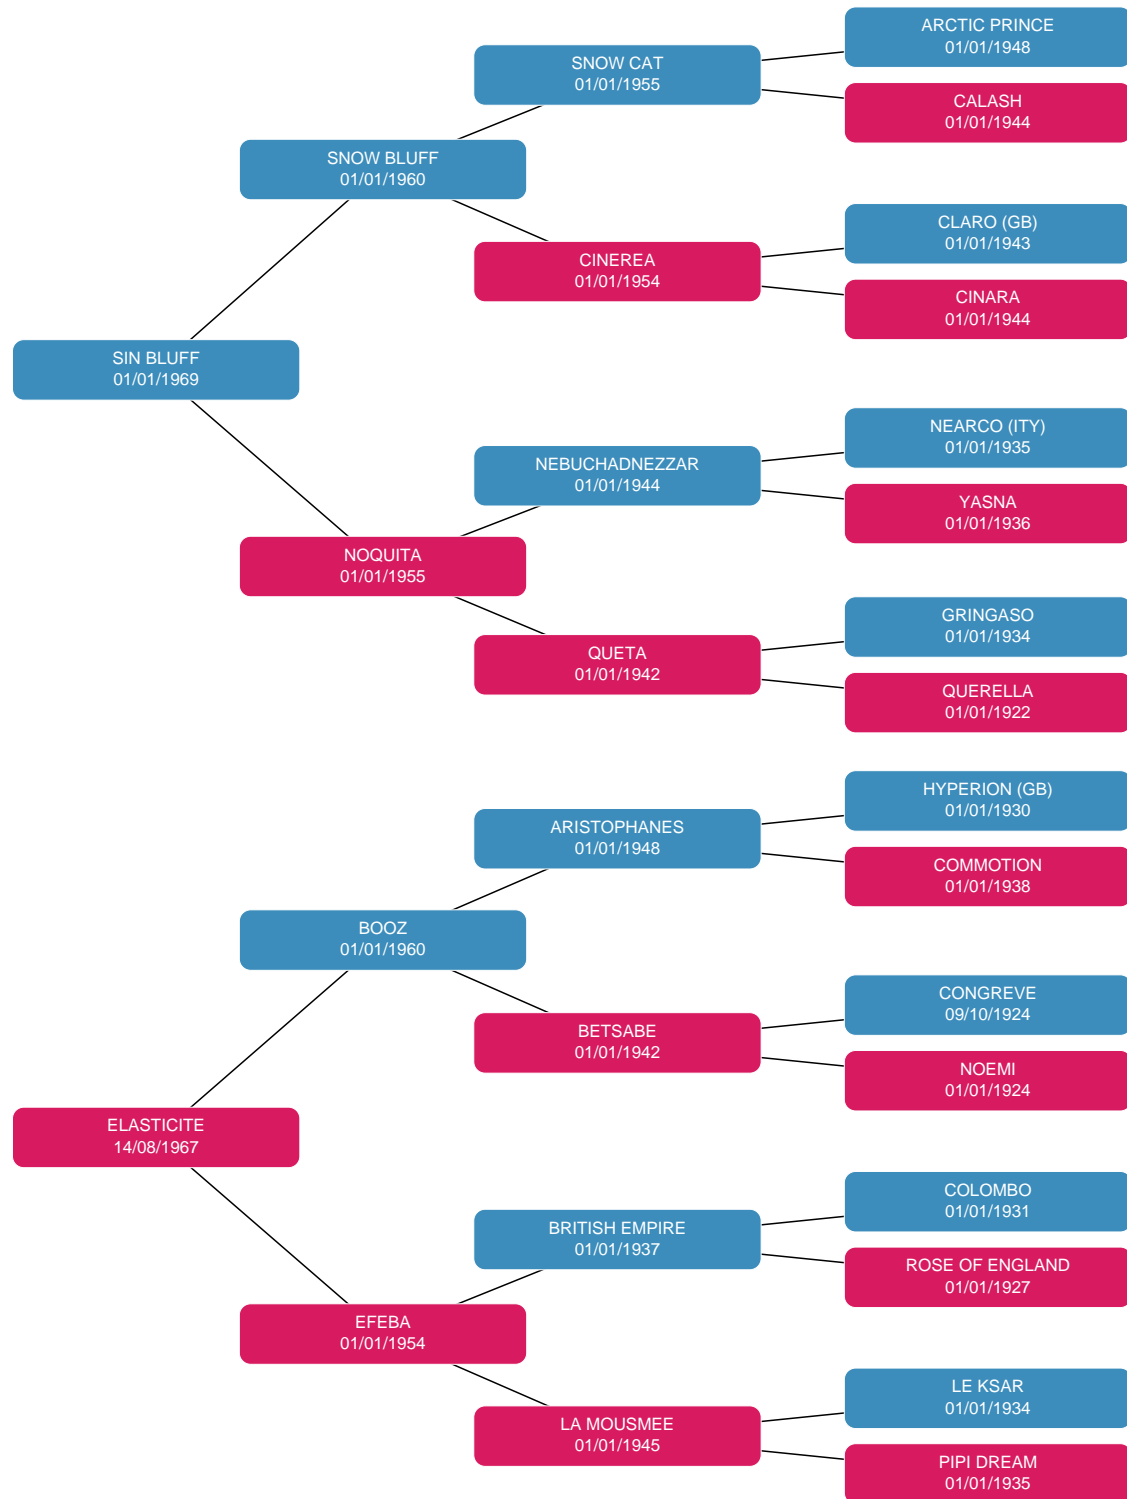 ARCTIC PRINCE
01/01/1948
SNOW CAT
01/01/1955
CALASH
01/01/1944
SNOW BLUFF
01/01/1960
CLARO (GB)
01/01/1943
CINEREA
01/01/1954
CINARA
01/01/1944
SIN BLUFF
01/01/1969
NEARCO (ITY)
01/01/1935
NEBUCHADNEZZAR
01/01/1944
YASNA
01/01/1936
NOQUITA
01/01/1955
GRINGASO
01/01/1934
QUETA
01/01/1942
QUERELLA
01/01/1922
HYPERION (GB)
01/01/1930
ARISTOPHANES
01/01/1948
COMMOTION
01/01/1938
BOOZ
01/01/1960
CONGREVE
09/10/1924
BETSABE
01/01/1942
NOEMI
01/01/1924
ELASTICITE
14/08/1967
COLOMBO
01/01/1931
BRITISH EMPIRE
01/01/1937
ROSE OF ENGLAND
01/01/1927
EFEBA
01/01/1954
LE KSAR
01/01/1934
LA MOUSMEE
01/01/1945
PIPI DREAM
01/01/1935